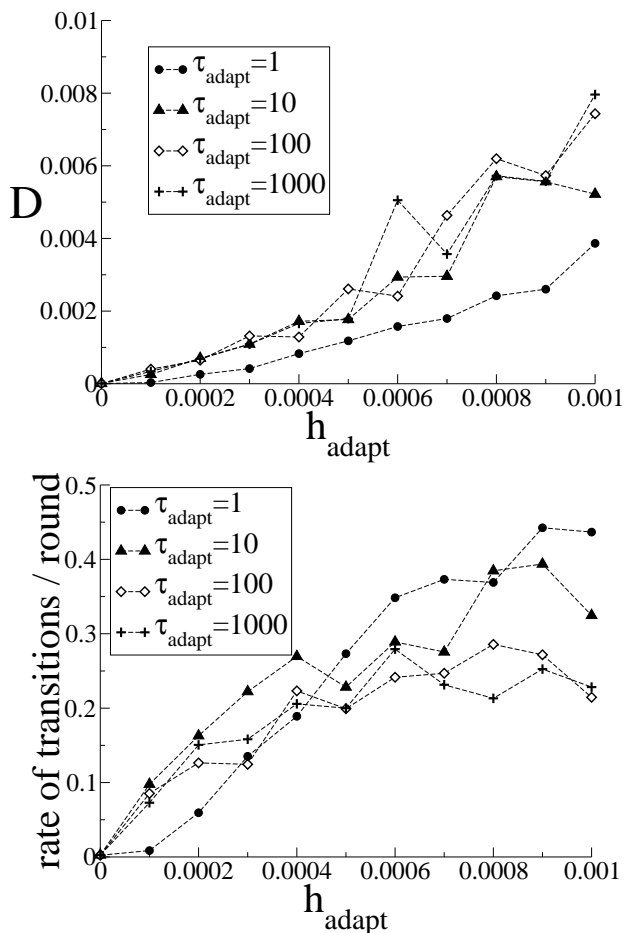 0.01
0.008
0.006
0.004
0.002
0
D
τadapt=1
τadapt=10
τadapt=100
τadapt=1000
0 0.0002 0.0004 0.0006 0.0008 0.001
hadapt
0.5
0.4
0.3
0.2
0.1
0
rate of transitions / round
τadapt=1
τadapt=10
τadapt=100
τadapt=1000
0 0.0002 0.0004 0.0006 0.0008 0.001
hadapt